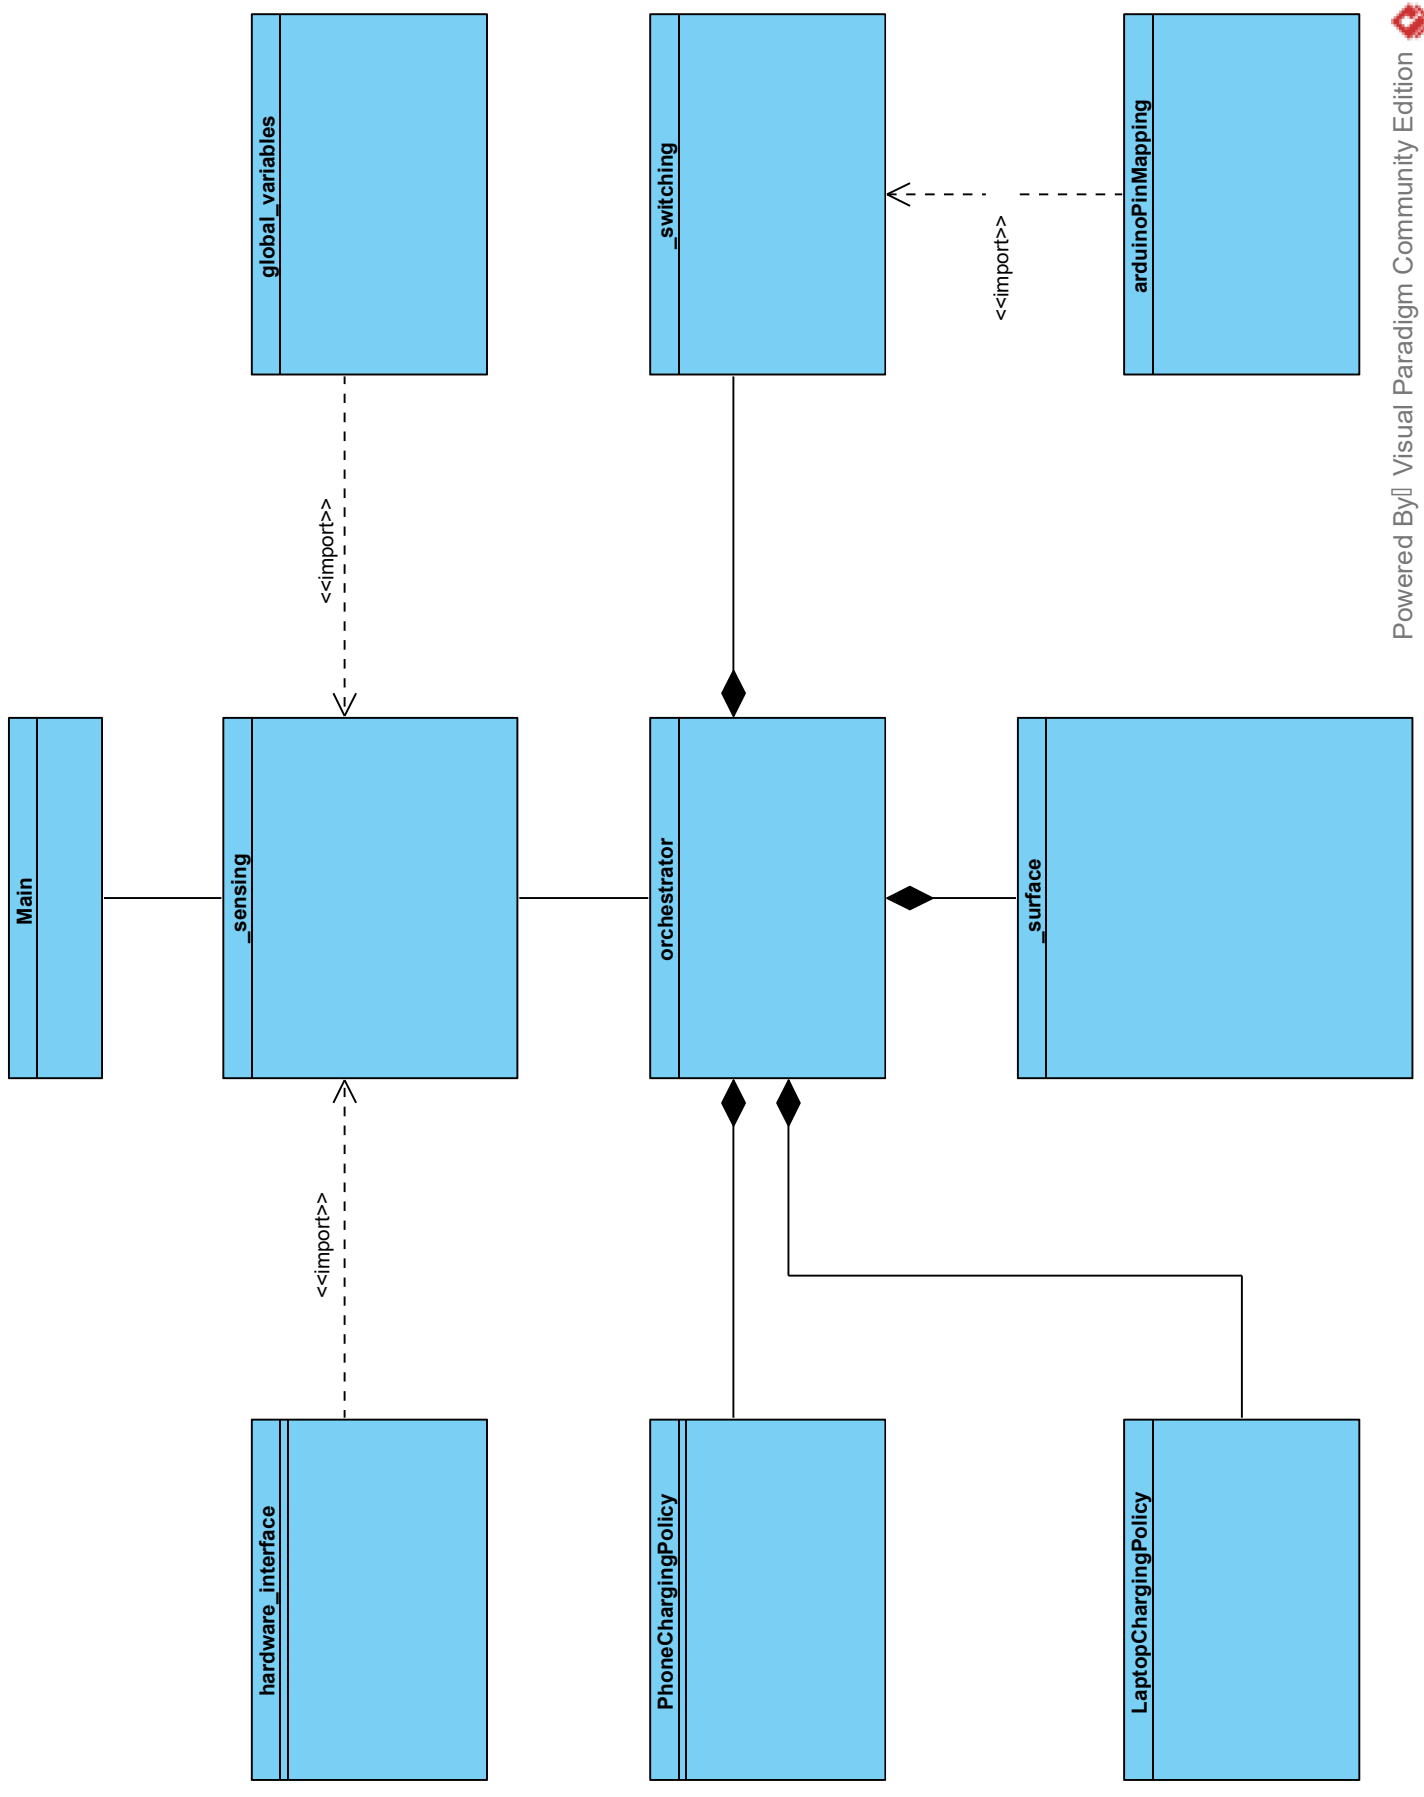 Main
hardware_interface
<<import>>
_sensing
<<import>>
global_variables
PhoneChargingPolicy
orchestrator
_switching
<<import>>
LaptopChargingPolicy
_surface
arduinoPinMapping
Powered By Visual Paradigm Community Edition